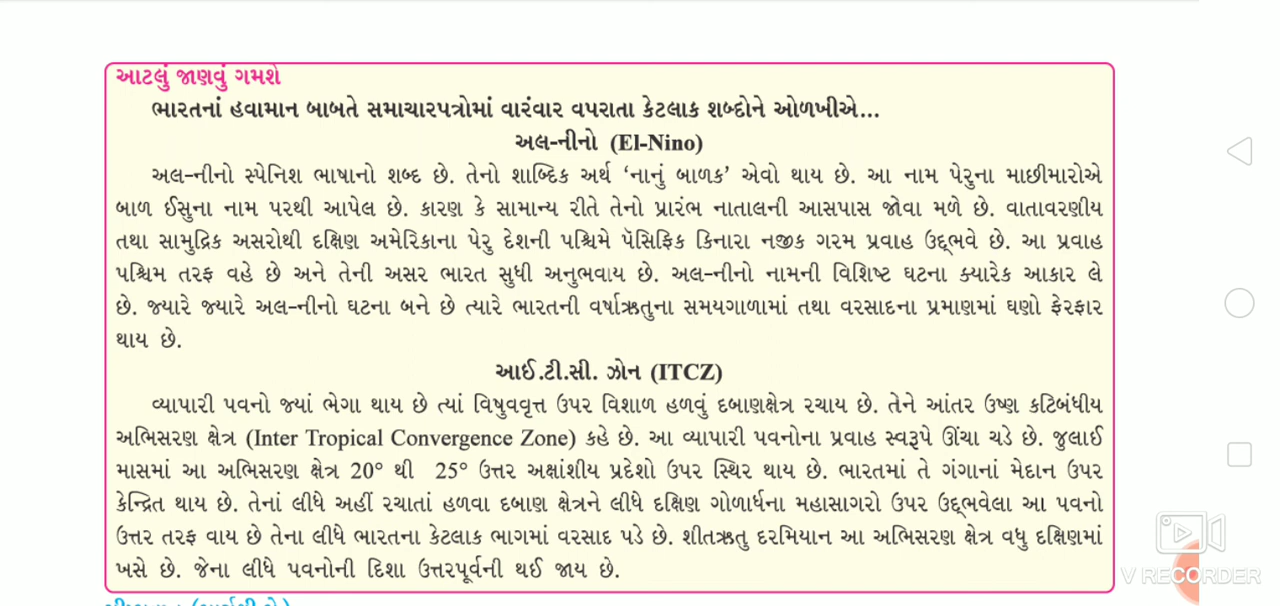 આટલું જાણવું ગમશે
ભારતનાં હવામાન બાબતે સમાચારપત્રોમાં વારંવાર વપરાતા કેટલાક શબ્દોને ઓળખીએ...
અલ-નીનો (El-Nino)
અલ-નીનો સ્પેનિશ ભાષાનો શબ્દ છે. તેનો શાબ્દિક અર્થ ‘નાનું બાળક’ એવો થાય છે. આ નામ પેરુના માછીમારોએ
બાળ ઈસુના નામ પરથી આપેલ છે. કારણ કે સામાન્ય રીતે તેનો પ્રારંભ નાતાલની આસપાસ જોવા મળે છે. વાતાવરણીય
તથા સામુદ્રિક અસરોથી દક્ષિણ અમેરિકાના પેરુ દેશની પશ્ચિમે પૅસિફિક કિનારા નજીક ગરમ પ્રવાહ ઉદ્ભવે છે. આ પ્રવાહ
પશ્ચિમ તરફ વહે છે અને તેની અસર ભારત સુધી અનુભવાય છે. અલ-નીનો નામની વિશિષ્ટ ઘટના ક્યારેક આકાર લે
છે. જ્યારે જ્યારે અલ-નીનો ઘટના બને છે ત્યારે ભારતની વર્ષાઋતુના સમયગાળામાં તથા વરસાદના પ્રમાણમાં ઘણો ફેરફાર
થાય છે.
આઈ.ટી.સી. ઝોન (ITCZ)
વ્યાપારી પવનો જ્યાં ભેગા થાય છે ત્યાં વિષુવવૃત્ત ઉપર વિશાળ હળવું દબાણક્ષેત્ર રચાય છે. તેને આંતર ઉષ્ણ કટિબંધીય
અભિસરણ ક્ષેત્ર (Inter Tropical Convergence Zone) કહે છે. આ વ્યાપારી પવનોના પ્રવાહ સ્વરૂપે ઊંચા ચડે છે. જુલાઈ
માસમાં આ અભિસરણ ક્ષેત્ર 20° થી 25° ઉત્તર અક્ષાંશીય પ્રદેશો ઉપર સ્થિર થાય છે. ભારતમાં તે ગંગાનાં મેદાન ઉપર
કેન્દ્રિત થાય છે. તેનાં લીધે અહીં રચાતાં હળવા દબાણ ક્ષેત્રને લીધે દક્ષિણ ગોળાર્ધના મહાસાગરો ઉપર ઉદ્ભવેલા આ પવનો
ઉત્તર તરફ વાય છે તેના લીધે ભારતના કેટલાક ભાગમાં વરસાદ પડે છે. શીતઋતુ દરમિયાન આ અભિસરણ ક્ષેત્ર વધુ દક્ષિણમાં
ખસે છે. જેના લીધે પવનોની દિશા ઉત્તરપૂર્વની થઈ જાય છે.
V RECORDER